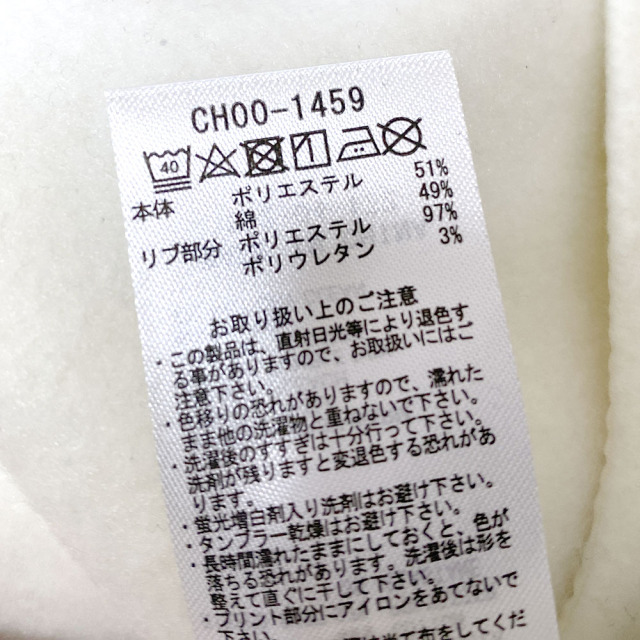 CH00-1459
40
本体 ポリエステル 51%
綿 49%
リブ部分 ポリエステル 97%
ポリウレタン 3%
お取り扱い上のご注意
・この製品は、直射日光等により退色す
る事がありますので、お取扱いにはご
注意下さい。
・色移りの恐れがありますので、濡れた
まま他の洗濯物と重ねないで下さい。
・洗濯後のすすぎは十分行って下さい。
洗剤が残りますと変退色する恐れがあ
ります。
・蛍光増白剤入り洗剤はお避け下さい。
・タンブラー乾燥はお避け下さい。
・長時間濡れたままにしておくと、色が
落ちる恐れがあります。洗濯後は形を
整えて直ぐに干して下さい。
・プリント部分にアイロンをあてないで
下さい。
は当て布をしてくだ